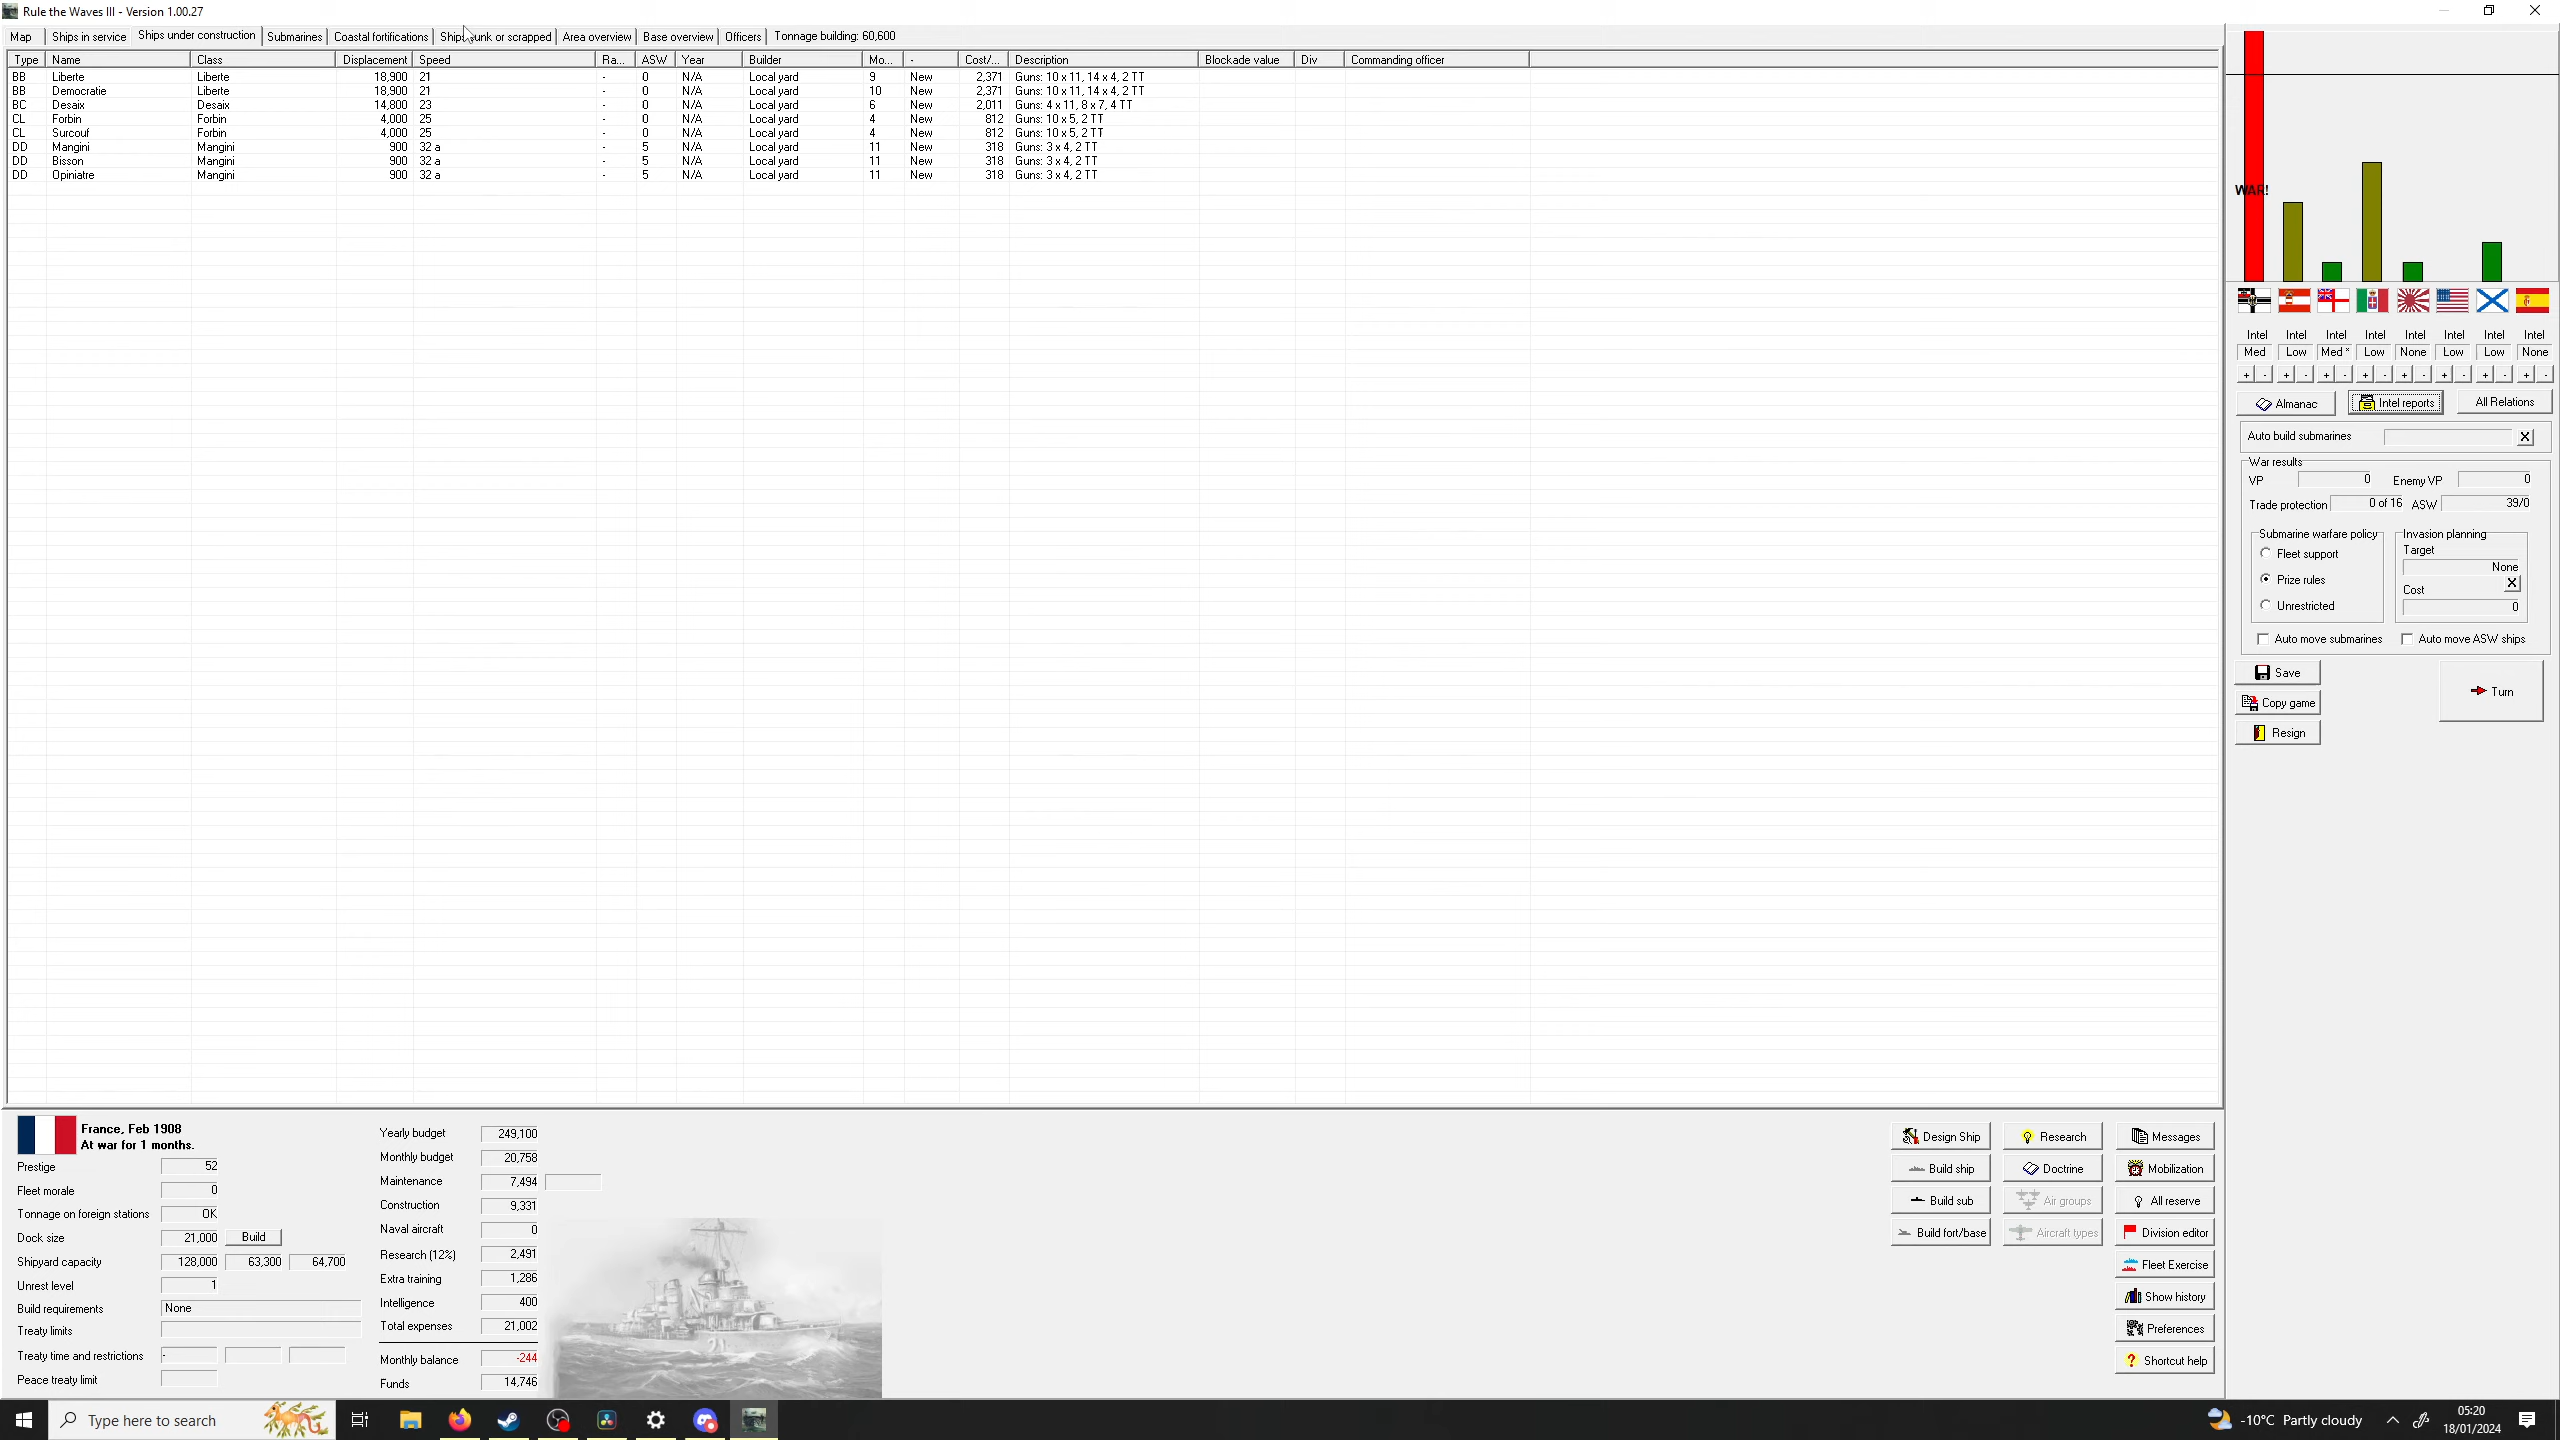 Rule the Waves III - Version 1.00.27
Map Ships in service Ships under construction Submarines Coastal fortifications Ships sunk or scrapped Area overview Base overview Officers Tonnage building: 60,600
Type Name Class Displacement Speed Ra... ASW Year Builder Mo... - Cost/... Description Blockade value Div Commanding officer
BB Liberte Liberte 18,900 21 - 0 N/A Local yard 9 New 2,371 Guns: 10 x 11, 14 x 4, 2 TT
BB Democratie Liberte 18,900 21 - 0 N/A Local yard 10 New 2,371 Guns: 10 x 11, 14 x 4, 2 TT
BC Desaix Desaix 14,800 23 - 0 N/A Local yard 6 New 2,011 Guns: 4 x 11, 8 x 7, 4 TT
CL Forbin Forbin 4,000 25 - 0 N/A Local yard 4 New 812 Guns: 10 x 5, 2 TT
CL Surcouf Forbin 4,000 25 - 0 N/A Local yard 4 New 812 Guns: 10 x 5, 2 TT
DD Mangini Mangini 900 32 a - 5 N/A Local yard 11 New 318 Guns: 3 x 4, 2 TT
DD Bisson Mangini 900 32 a - 5 N/A Local yard 11 New 318 Guns: 3 x 4, 2 TT
DD Opiniatre Mangini 900 32 a - 5 N/A Local yard 11 New 318 Guns: 3 x 4, 2 TT
WAR!
Intel Intel Intel Intel Intel Intel Intel Intel
Med Low Med * Low None Low Low None
+ - + - + - + - + - + - + - + -
Almanac Intel reports All Relations
Auto build submarines X
War results
VP 0 Enemy VP 0
Trade protection 0 of 16 ASW 39/0
Submarine warfare policy Invasion planning
Fleet support Target
None
Prize rules Cost X
Unrestricted 0
Auto move submarines Auto move ASW ships
Save Turn
Copy game
Resign
France, Feb 1908
At war for 1 months.
Prestige 52
Fleet morale 0
Tonnage on foreign stations OK
Dock size 21,000 Build
Shipyard capacity 128,000 63,300 64,700
Unrest level 1
Build requirements None
Treaty limits
Treaty time and restrictions -
Peace treaty limit
Yearly budget 249,100
Monthly budget 20,758
Maintenance 7,494
Construction 9,331
Naval aircraft 0
Research (12%) 2,491
Extra training 1,286
Intelligence 400
Total expenses 21,002
Monthly balance -244
Funds 14,746
Design Ship Research Messages
Build ship Doctrine Mobilization
Build sub Air groups All reserve
Build fort/base Aircraft types Division editor
Fleet Exercise
Show history
Preferences
? Shortcut help
Type here to search
-10°C Partly cloudy
05:20
18/01/2024